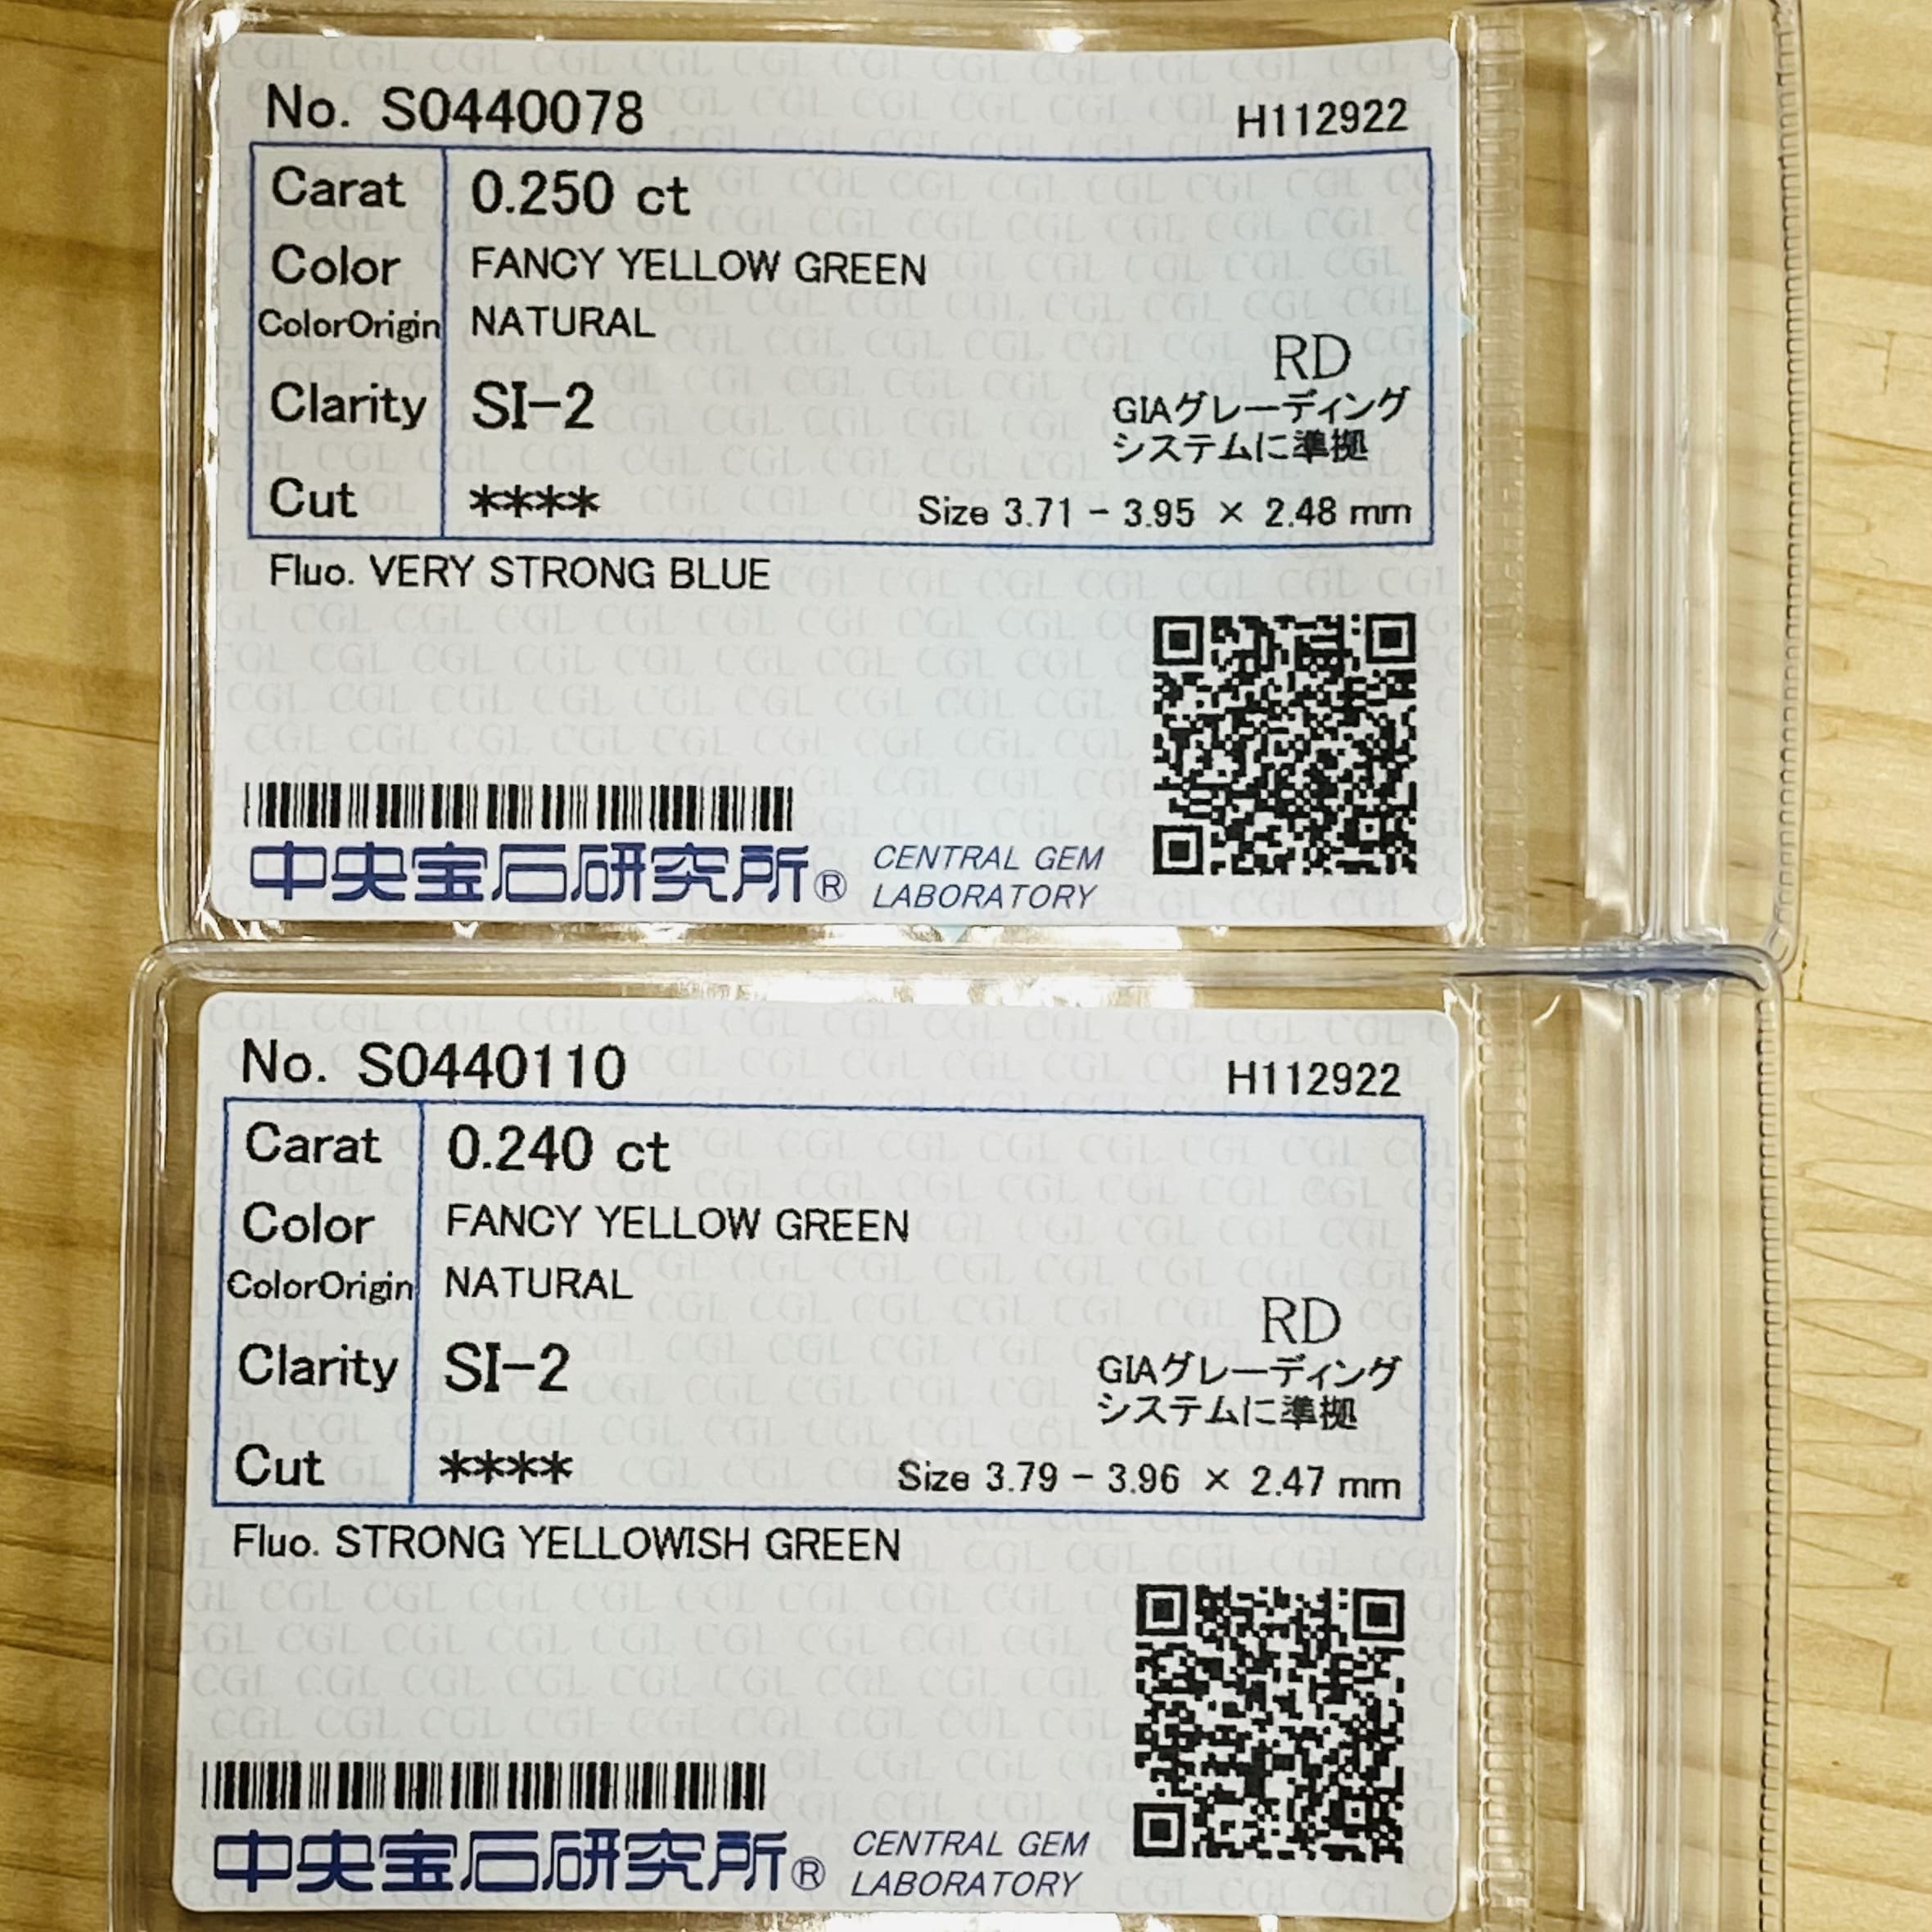 No. S0440078
H112922
Carat 0.250 ct
Color FANCY YELLOW GREEN
ColorOrigin NATURAL
RD
Clarity SI-2
GIAグレーディング
システムに準拠
Cut ****
Size 3.71 - 3.95 × 2.48 mm
Fluo. VERY STRONG BLUE
中央宝石研究所®
CENTRAL GEM
LABORATORY
No. S0440110
H112922
Carat 0.240 ct
Color FANCY YELLOW GREEN
ColorOrigin NATURAL
RD
Clarity SI-2
GIAグレーディング
システムに準拠
Cut ****
Size 3.79 - 3.96 × 2.47 mm
Fluo. STRONG YELLOWISH GREEN
中央宝石研究所®
CENTRAL GEM
LABORATORY